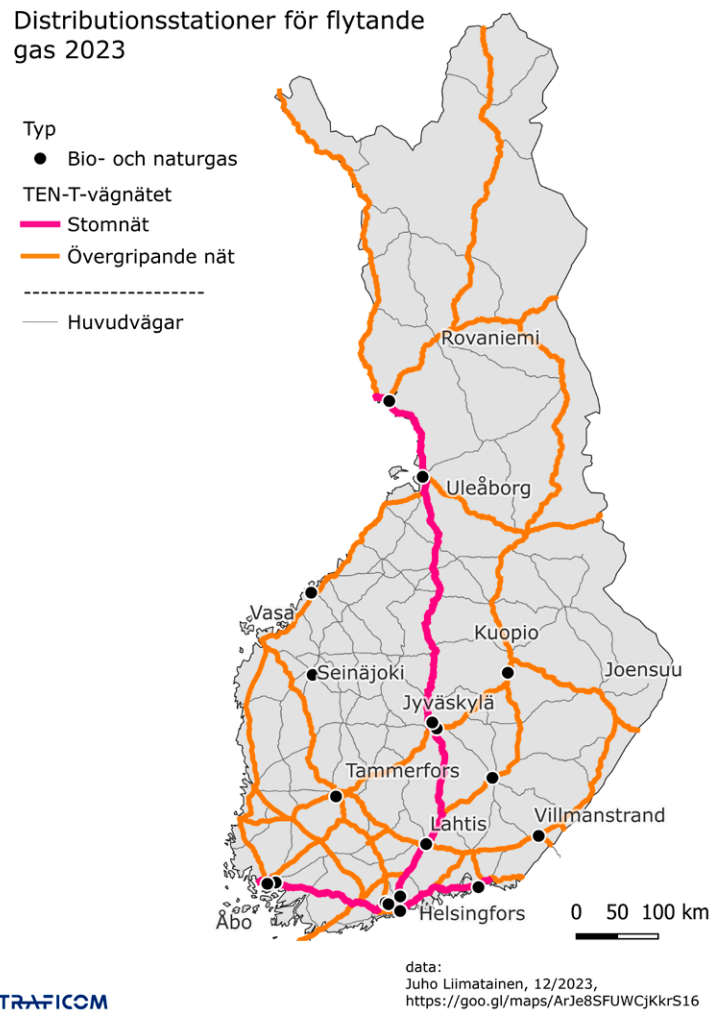 Distributionsstationer för flytande
gas 2023
Typ
Bio- och naturgas
TEN-T-vägnätet
Stomnät
Övergripande nät
--------------------
Huvudvägar
Rovaniemi
Uleåborg
Vasa
Kuopio
Seinäjoki
Joensuu
Jyväskylä
Tammerfors
Villmanstrand
Lahtis
Åbo
Helsingfors
0 50 100 km
data:
Juho Liimatainen, 12/2023,
https://goo.gl/maps/ArJe8SFUWCjKkrS16
TRAFICOM